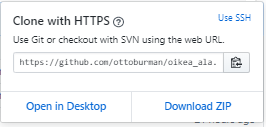 Clone with HTTPS
Use SSH
Use Git or checkout with SVN using the web URL.
https://github.com/ottoburman/oikea_ala.
Open in Desktop
Download ZIP